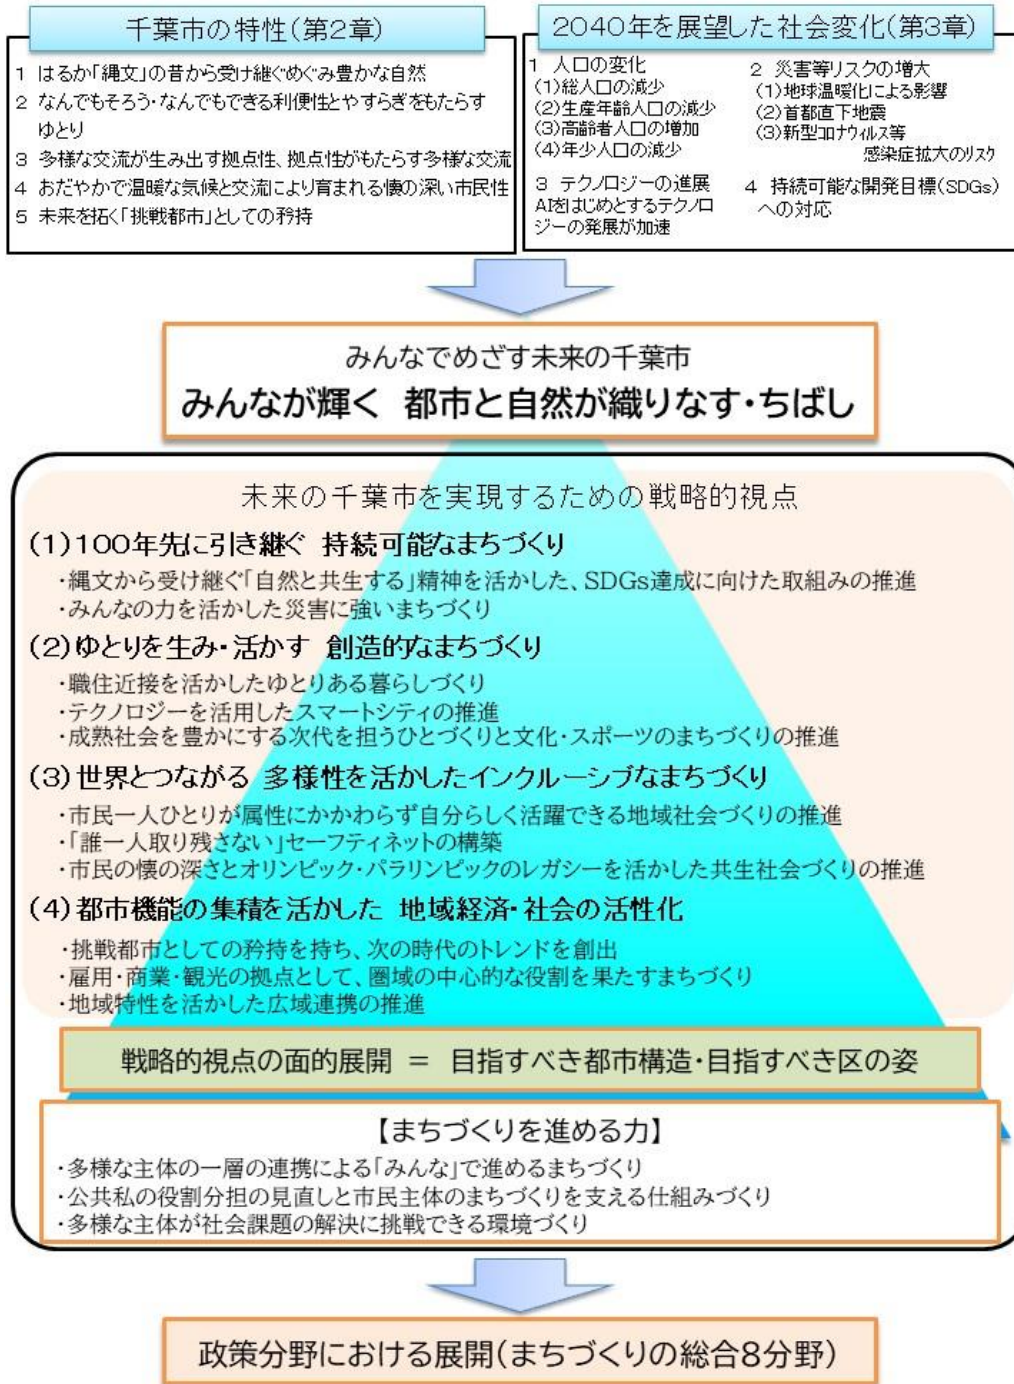 千葉市の特性(第2章)
1 はるか「縄文」の昔から受け継ぐめぐみ豊かな自然
2 なんでもそろう・なんでもできる利便性とやすらぎをもたらす
ゆとり
3 多様な交流が生み出す拠点性、拠点性がもたらす多様な交流
4 おだやかで温暖な気候と交流により育まれる懐の深い市民性
5 未来を拓く「挑戦都市」としての矜持
2040年を展望した社会変化(第3章)
1 人口の変化
(1)総人口の減少
(2)生産年齢人口の減少
(3)高齢者人口の増加
(4)年少人口の減少
2 災害等リスクの増大
(1)地球温暖化による影響
(2)首都直下地震
(3)新型コロナウィルス等
感染症拡大のリスク
3 テクノロジーの進展
AIをはじめとするテクノロ
ジーの発展が加速
4 持続可能な開発目標(SDGs)
への対応
みんなでめざす未来の千葉市
みんなが輝く 都市と自然が織りなす・ちばし
未来の千葉市を実現するための戦略的視点
(1)100年先に引き継ぐ 持続可能なまちづくり
・縄文から受け継ぐ「自然と共生する」精神を活かした、SDGs達成に向けた取組みの推進
・みんなの力を活かした災害に強いまちづくり
(2)ゆとりを生み・活かす 創造的なまちづくり
・職住近接を活かしたゆとりある暮らしづくり
・テクノロジーを活用したスマートシティの推進
・成熟社会を豊かにする次代を担うひとづくりと文化・スポーツのまちづくりの推進
(3)世界とつながる 多様性を活かしたインクルーシブなまちづくり
・市民一人ひとりが属性にかかわらず自分らしく活躍できる地域社会づくりの推進
・「誰一人取り残さない」セーフティネットの構築
・市民の懐の深さとオリンピック・パラリンピックのレガシーを活かした共生社会づくりの推進
(4)都市機能の集積を活かした 地域経済・社会の活性化
・挑戦都市としての矜持を持ち、次の時代のトレンドを創出
・雇用・商業・観光の拠点として、圏域の中心的な役割を果たすまちづくり
・地域特性を活かした広域連携の推進
戦略的視点の面的展開 = 目指すべき都市構造・目指すべき区の姿
【まちづくりを進める力】
・多様な主体の一層の連携による「みんな」で進めるまちづくり
・公共私の役割分担の見直しと市民主体のまちづくりを支える仕組みづくり
・多様な主体が社会課題の解決に挑戦できる環境づくり
政策分野における展開(まちづくりの総合8分野)